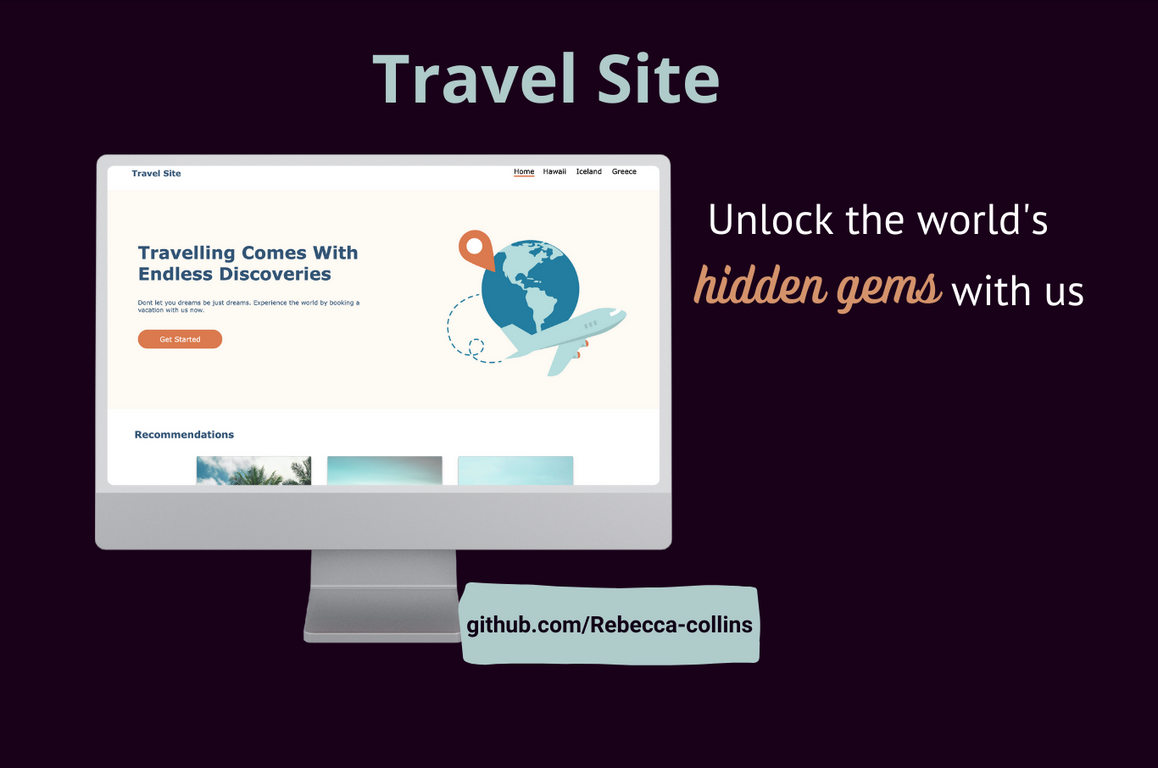 Travel Site
Travel Site
Home Hawaii Iceland Greece
Travelling Comes With
Endless Discoveries
Dont let you dreams be just dreams. Experience the world by booking a
vacation with us now.
Get Started
Recommendations
Unlock the world's
hidden gems with us
github.com/Rebecca-collins